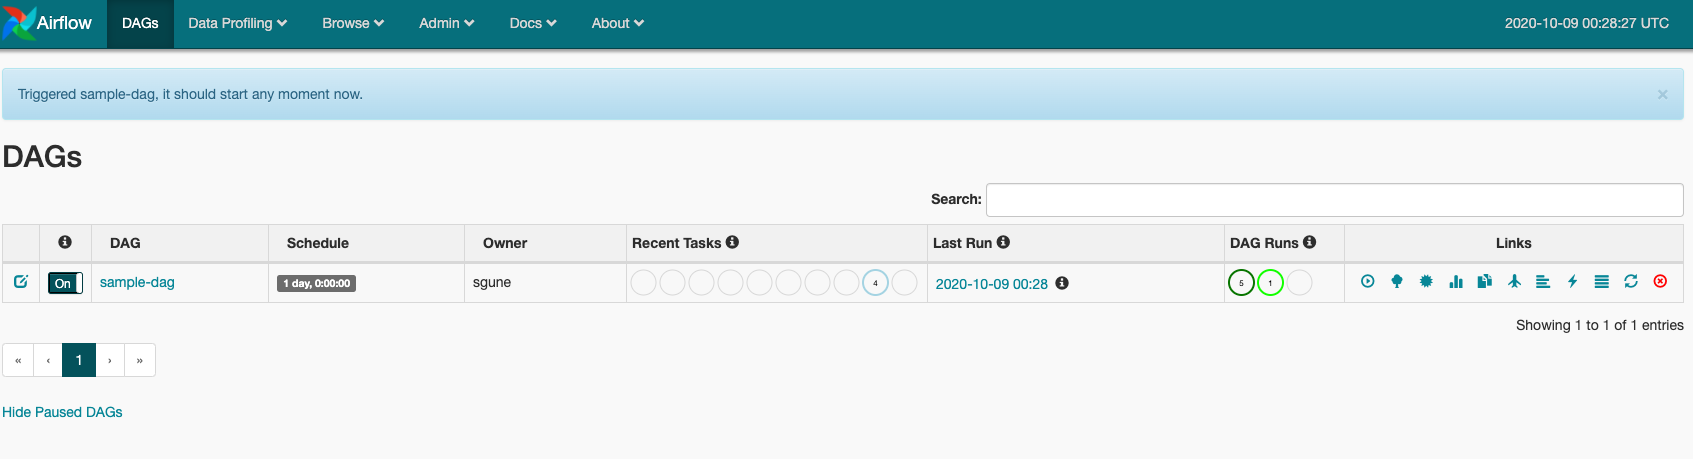 Airflow DAGs Data Profiling Browse Admin Docs About 2020-10-09 00:28:27 UTC
Triggered sample-dag, it should start any moment now. ×
DAGs
Search:
DAG Schedule Owner Recent Tasks Last Run DAG Runs Links
On sample-dag 1 day, 0:00:00 sgune 4 2020-10-09 00:28 5 1
Showing 1 to 1 of 1 entries
« ‹ 1 › »
Hide Paused DAGs